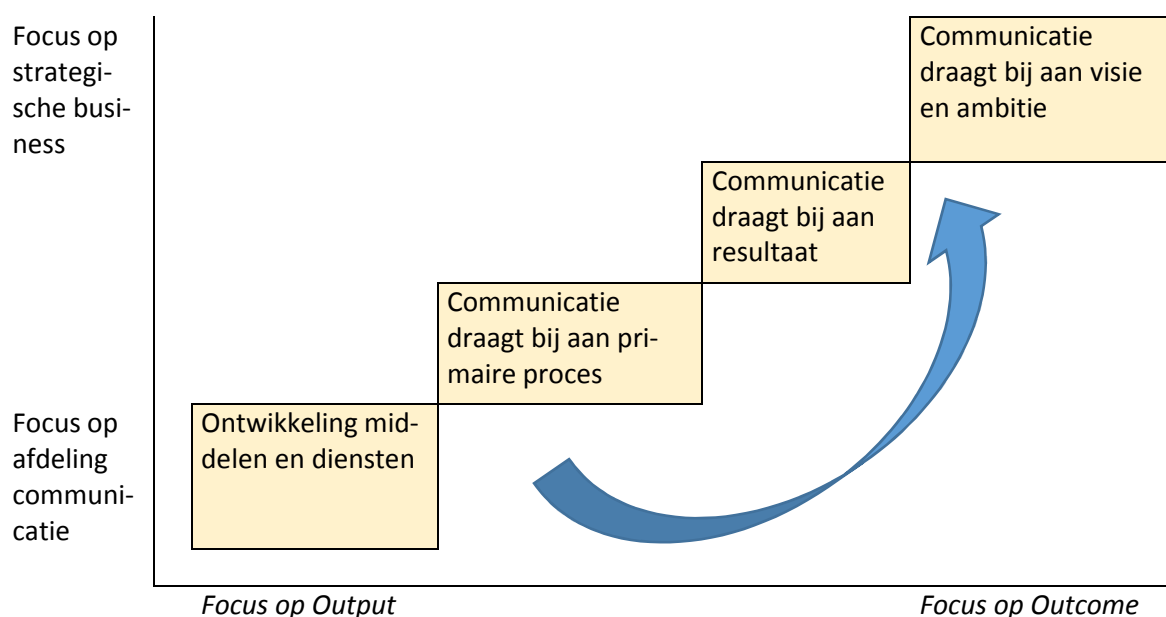 Focus op
strategi-
sche busi-
ness
Communicatie
draagt bij aan visie
en ambitie
Communicatie
draagt bij aan
resultaat
Communicatie
draagt bij aan pri-
maire proces
Focus op
afdeling
communi-
catie
Ontwikkeling mid-
delen en diensten
Focus op Output
Focus op Outcome